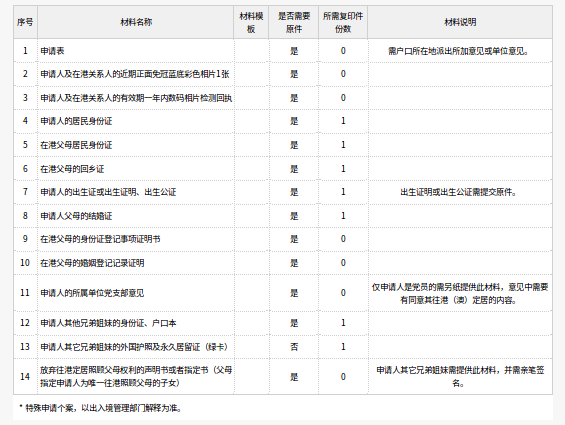 序号 材料名称 材料模板 是否需要原件 所需复印件份数 材料说明
1 申请表 是 0 需户口所在地派出所加意见或单位意见。
2 申请人及在港关系人的近期正面免冠蓝底彩色相片1张 是 0
3 申请人及在港关系人的有效期一年内数码相片检测回执 是 0
4 申请人的居民身份证 是 1
5 在港父母居民身份证 是 1
6 在港父母的回乡证 是 1
7 申请人的出生证或出生证明、出生公证 是 1 出生证明或出生公证需提交原件。
8 申请人父母的结婚证 是 1
9 在港父母的身份证登记事项证明书 是 0
10 在港父母的婚姻登记记录证明 是 0
11 申请人的所属单位党支部意见 是 0 仅申请人是党员的需另纸提供此材料，意见中需要
有同意其往港（澳）定居的内容。
12 申请人其他兄弟姐妹的身份证、户口本 是 1
13 申请人其它兄弟姐妹的外国护照及永久居留证（绿卡） 否 1
14 放弃往港定居照顾父母权利的声明书或者指定书（父母
指定申请人为唯一往港照顾父母的子女） 是 0 申请人其它兄弟姐妹需提供此材料，并需亲笔签
名。
* 特殊申请个案，以出入境管理部门解释为准。